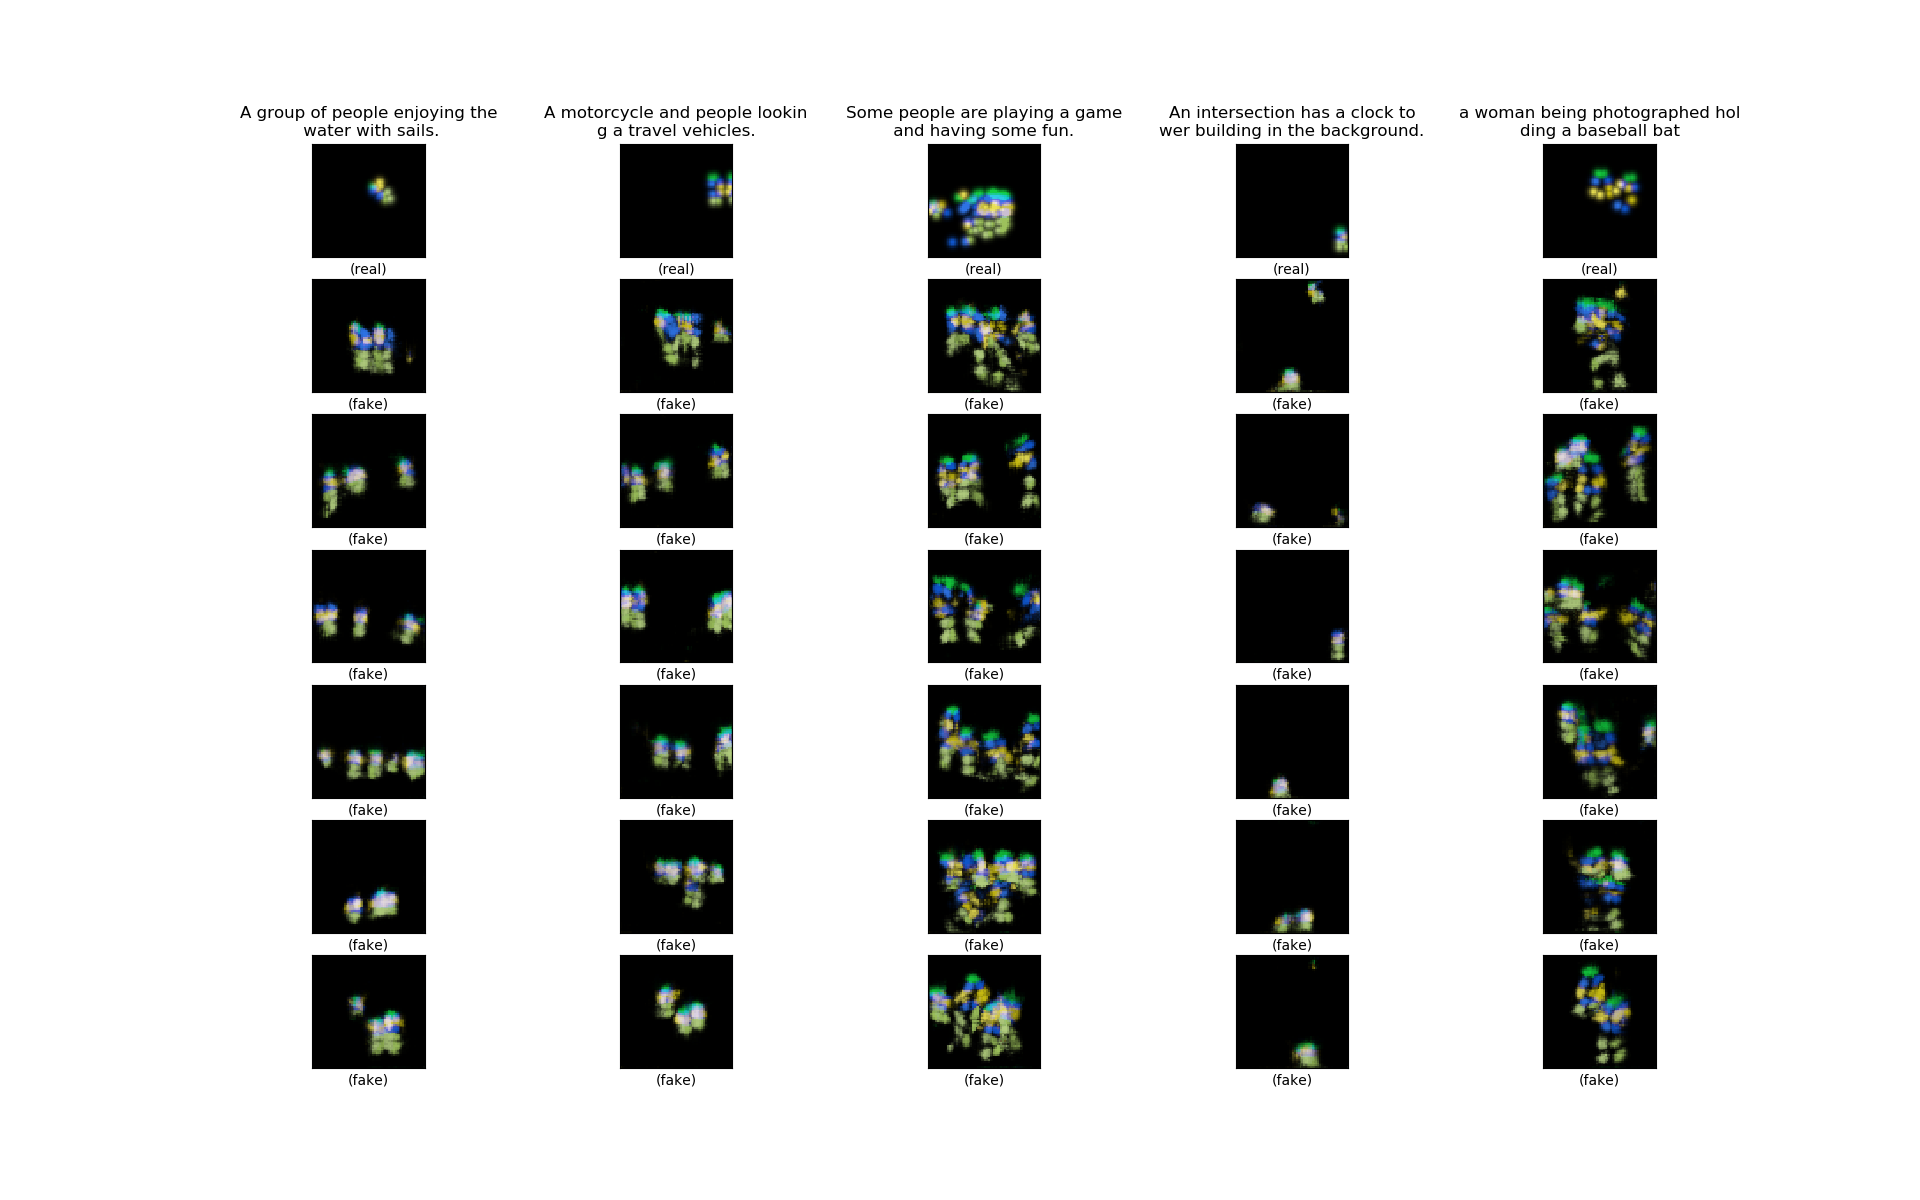 A group of people enjoying the
water with sails.
A motorcycle and people lookin
g a travel vehicles.
Some people are playing a game
and having some fun.
An intersection has a clock to
wer building in the background.
a woman being photographed hol
ding a baseball bat
(real) (real) (real) (real) (real)
(fake) (fake) (fake) (fake) (fake)
(fake) (fake) (fake) (fake) (fake)
(fake) (fake) (fake) (fake) (fake)
(fake) (fake) (fake) (fake) (fake)
(fake) (fake) (fake) (fake) (fake)
(fake) (fake) (fake) (fake) (fake)